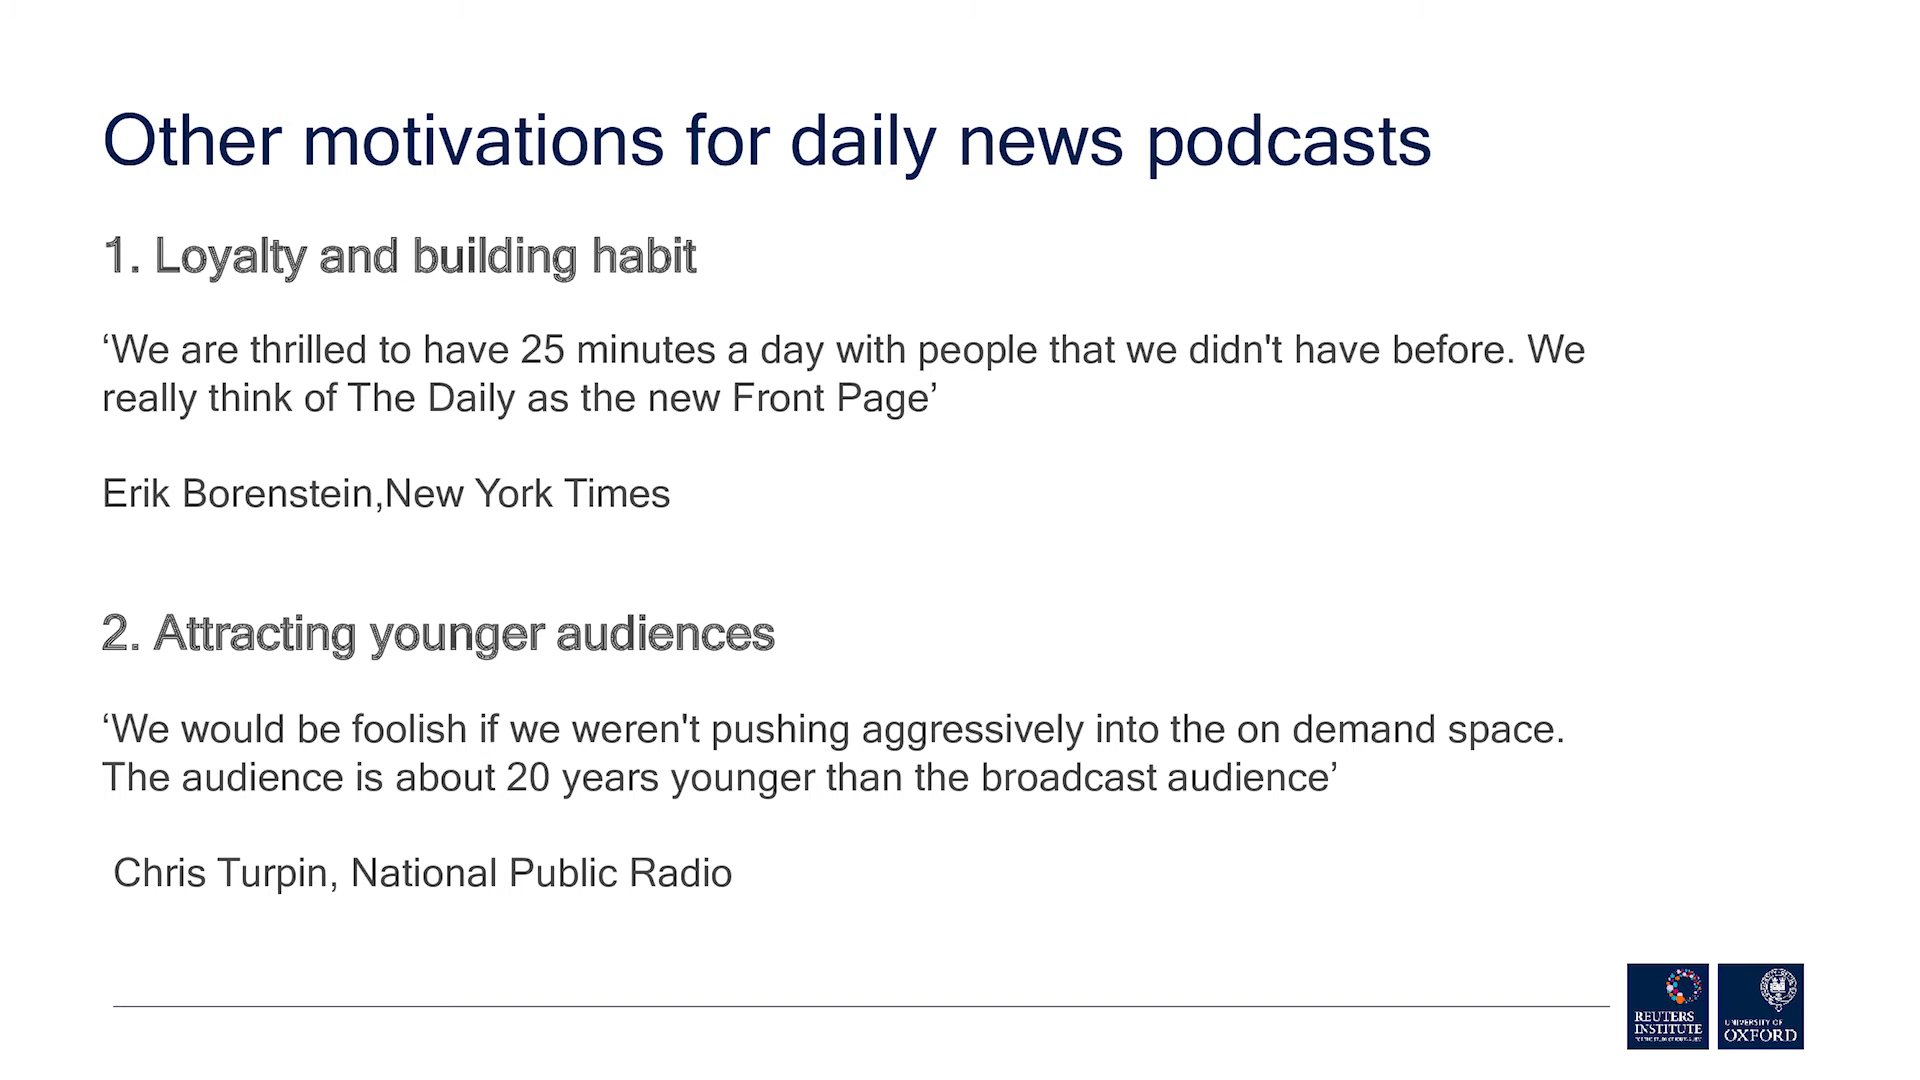 Other motivations for daily news podcasts
1. Loyalty and building habit
‘We are thrilled to have 25 minutes a day with people that we didn't have before. We
really think of The Daily as the new Front Page’
Erik Borenstein,New York Times
2. Attracting younger audiences
‘We would be foolish if we weren't pushing aggressively into the on demand space.
The audience is about 20 years younger than the broadcast audience’
Chris Turpin, National Public Radio
REUTERS
INSTITUTE
UNIVERSITY OF
OXFORD